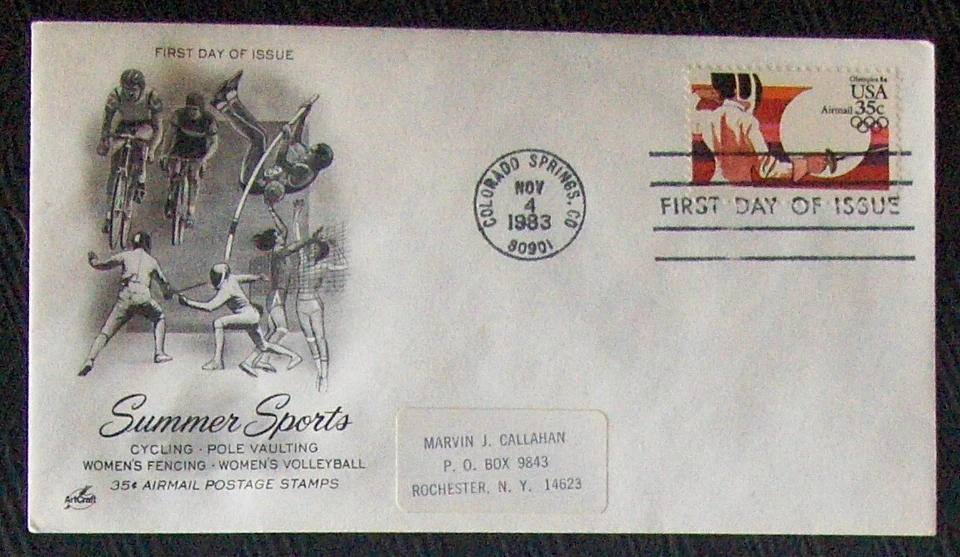 FIRST DAY OF ISSUE
Olympics 84
USA
Airmail 35c
COLORADO SPRINGS, CO
NOV
4
1983
80901
FIRST DAY OF ISSUE
Summer Sports
CYCLING · POLE VAULTING
WOMEN'S FENCING · WOMEN'S VOLLEYBALL
35¢ AIRMAIL POSTAGE STAMPS
ArtCraft
MARVIN J. CALLAHAN
P. O. BOX 9843
ROCHESTER, N. Y. 14623